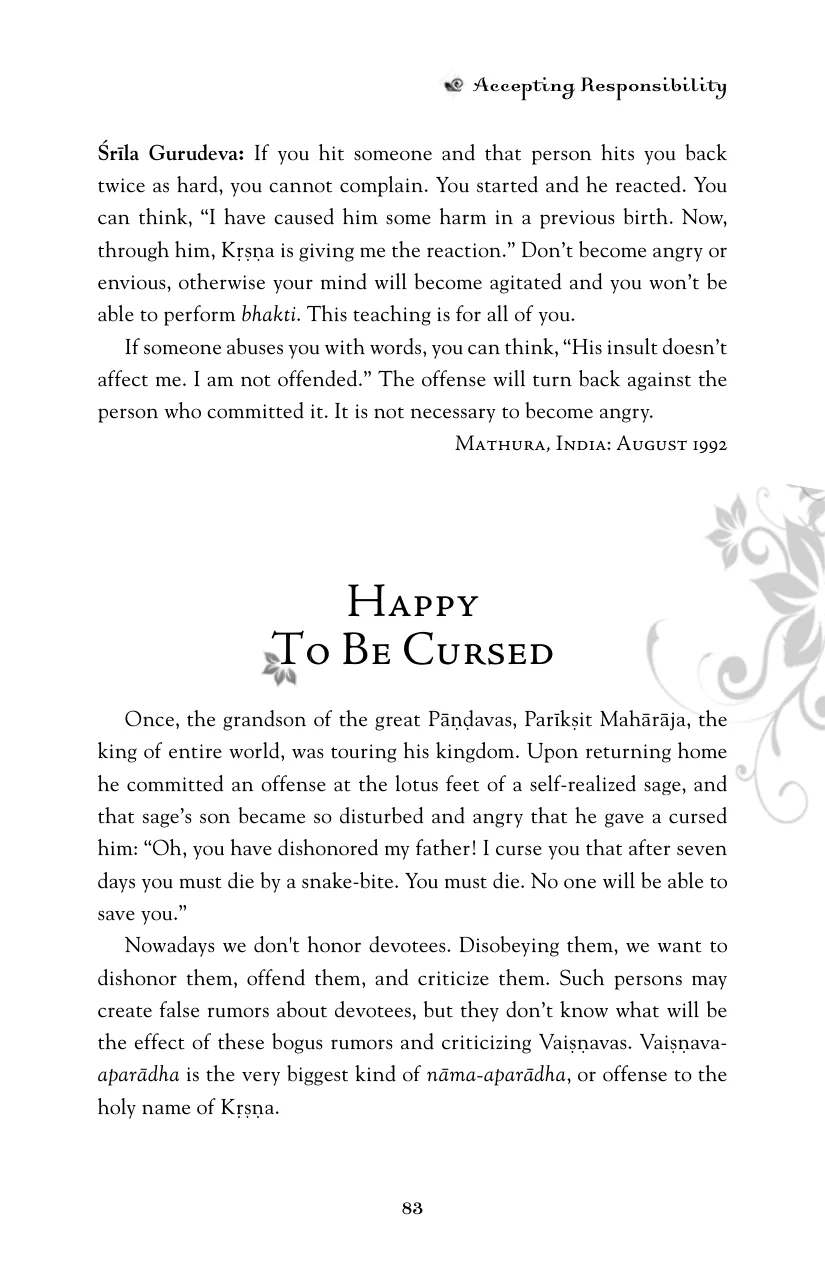 Accepting Responsibility
Śrīla Gurudeva: If you hit someone and that person hits you back
twice as hard, you cannot complain. You started and he reacted. You
can think, “I have caused him some harm in a previous birth. Now,
through him, Kṛṣṇa is giving me the reaction.” Don’t become angry or
envious, otherwise your mind will become agitated and you won’t be
able to perform bhakti. This teaching is for all of you.
If someone abuses you with words, you can think, “His insult doesn’t
affect me. I am not offended.” The offense will turn back against the
person who committed it. It is not necessary to become angry.
Mathura, India: August 1992
Happy
To Be Cursed
Once, the grandson of the great Pāṇḍavas, Parīkṣit Mahārāja, the
king of entire world, was touring his kingdom. Upon returning home
he committed an offense at the lotus feet of a self-realized sage, and
that sage’s son became so disturbed and angry that he gave a cursed
him: “Oh, you have dishonored my father! I curse you that after seven
days you must die by a snake-bite. You must die. No one will be able to
save you.”
Nowadays we don't honor devotees. Disobeying them, we want to
dishonor them, offend them, and criticize them. Such persons may
create false rumors about devotees, but they don’t know what will be
the effect of these bogus rumors and criticizing Vaiṣṇavas. Vaiṣṇava-
aparādha is the very biggest kind of nāma-aparādha, or offense to the
holy name of Kṛṣṇa.
83